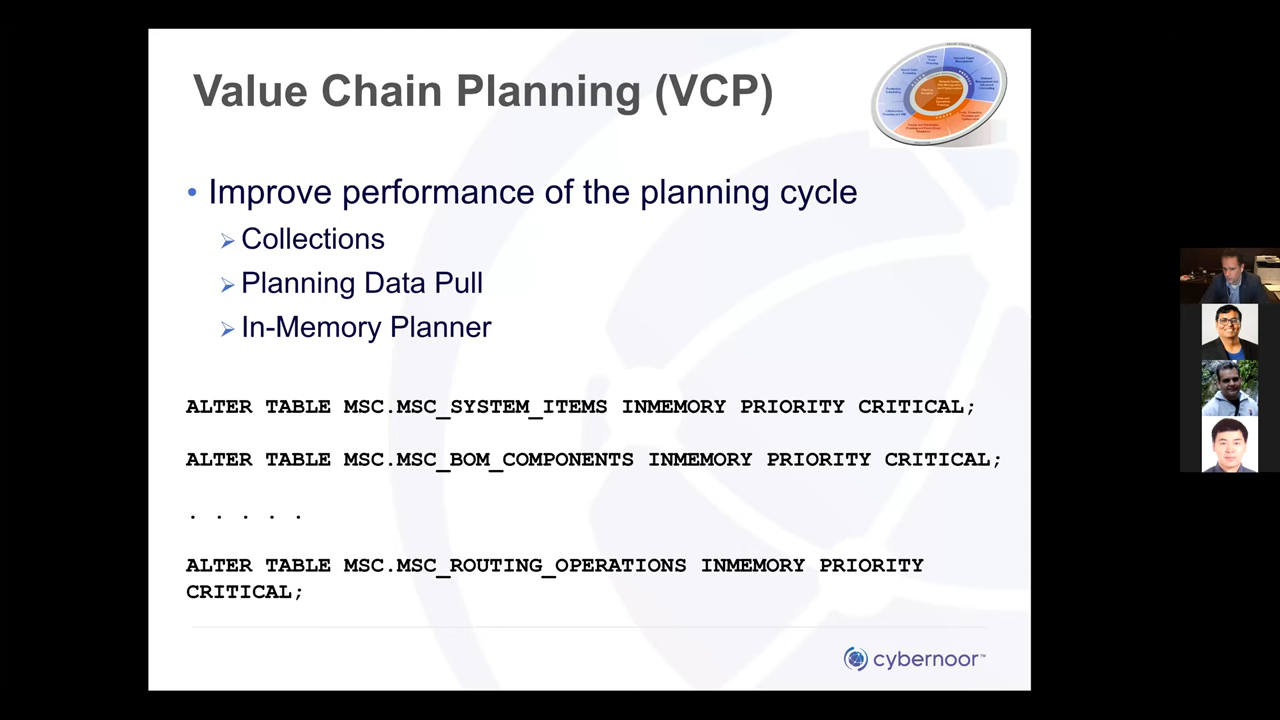 Value Chain Planning (VCP)
• Improve performance of the planning cycle
➢ Collections
➢ Planning Data Pull
➢ In-Memory Planner
ALTER TABLE MSC.MSC_SYSTEM_ITEMS INMEMORY PRIORITY CRITICAL;
ALTER TABLE MSC.MSC_BOM_COMPONENTS INMEMORY PRIORITY CRITICAL;
. . . . .
ALTER TABLE MSC.MSC_ROUTING_OPERATIONS INMEMORY PRIORITY
CRITICAL;
cybernoor™